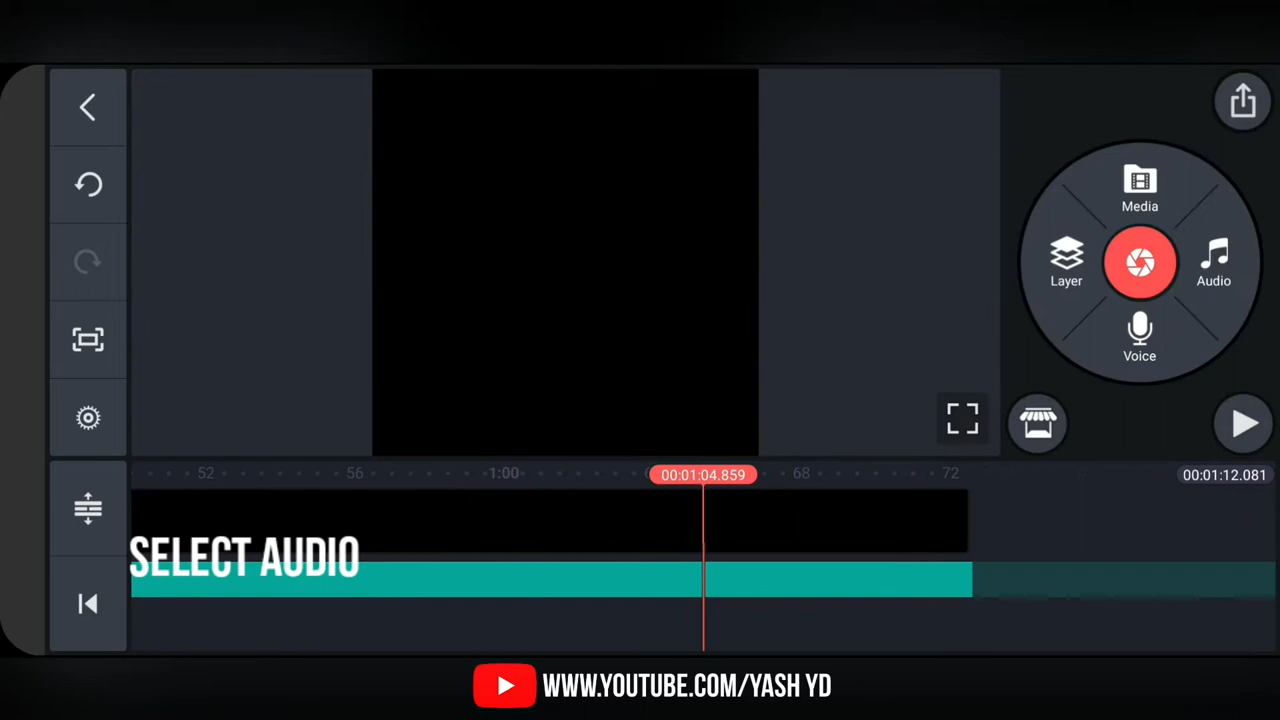 Media
Layer
Audio
Voice
52
56
1:00
00:01:04.859
68
72
00:01:12.081
SELECT AUDIO
WWW.YOUTUBE.COM/YASH YD